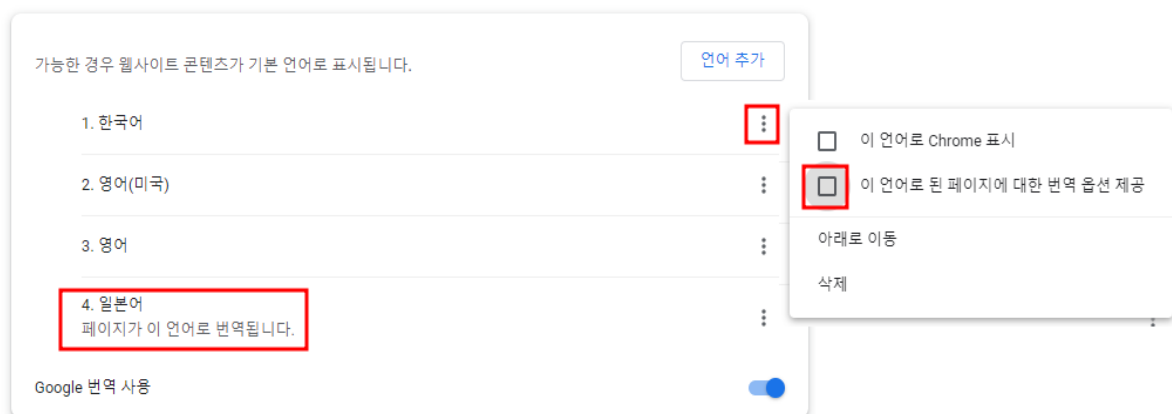 가능한 경우 웹사이트 콘텐츠가 기본 언어로 표시됩니다.
언어 추가
1. 한국어
2. 영어(미국)
3. 영어
4. 일본어
페이지가 이 언어로 번역됩니다.
Google 번역 사용
이 언어로 Chrome 표시
이 언어로 된 페이지에 대한 번역 옵션 제공
아래로 이동
삭제